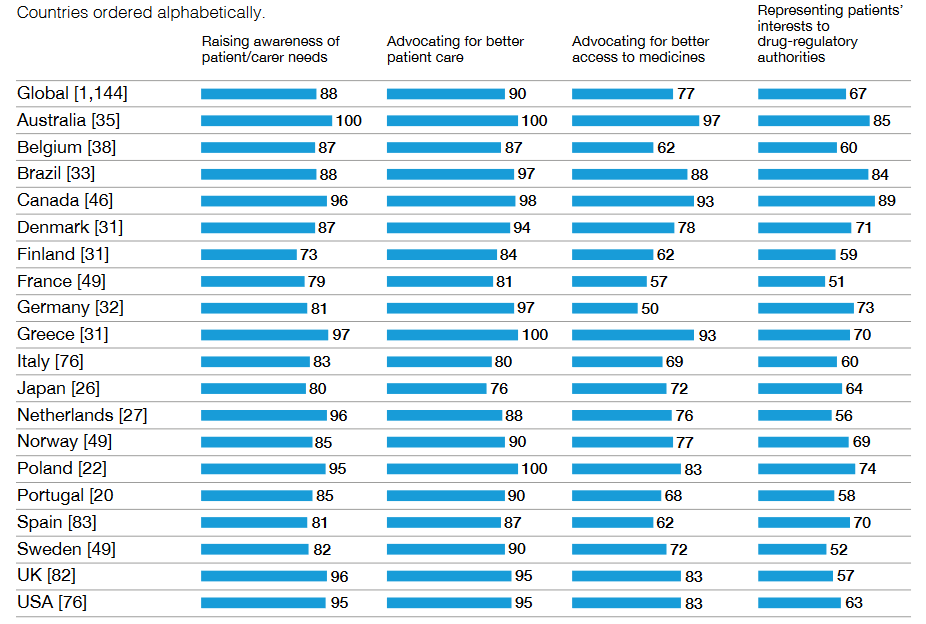 Countries ordered alphabetically.
Raising awareness of
patient/carer needs
Advocating for better
patient care
Advocating for better
access to medicines
Representing patients’
interests to
drug-regulatory
authorities
Global [1,144] 88 90 77 67
Australia [35] 100 100 97 85
Belgium [38] 87 87 62 60
Brazil [33] 88 97 88 84
Canada [46] 96 98 93 89
Denmark [31] 87 94 78 71
Finland [31] 73 84 62 59
France [49] 79 81 57 51
Germany [32] 81 97 50 73
Greece [31] 97 100 93 70
Italy [76] 83 80 69 60
Japan [26] 80 76 72 64
Netherlands [27] 96 88 76 56
Norway [49] 85 90 77 69
Poland [22] 95 100 83 74
Portugal [20 85 90 68 58
Spain [83] 81 87 62 70
Sweden [49] 82 90 72 52
UK [82] 96 95 83 57
USA [76] 95 95 83 63